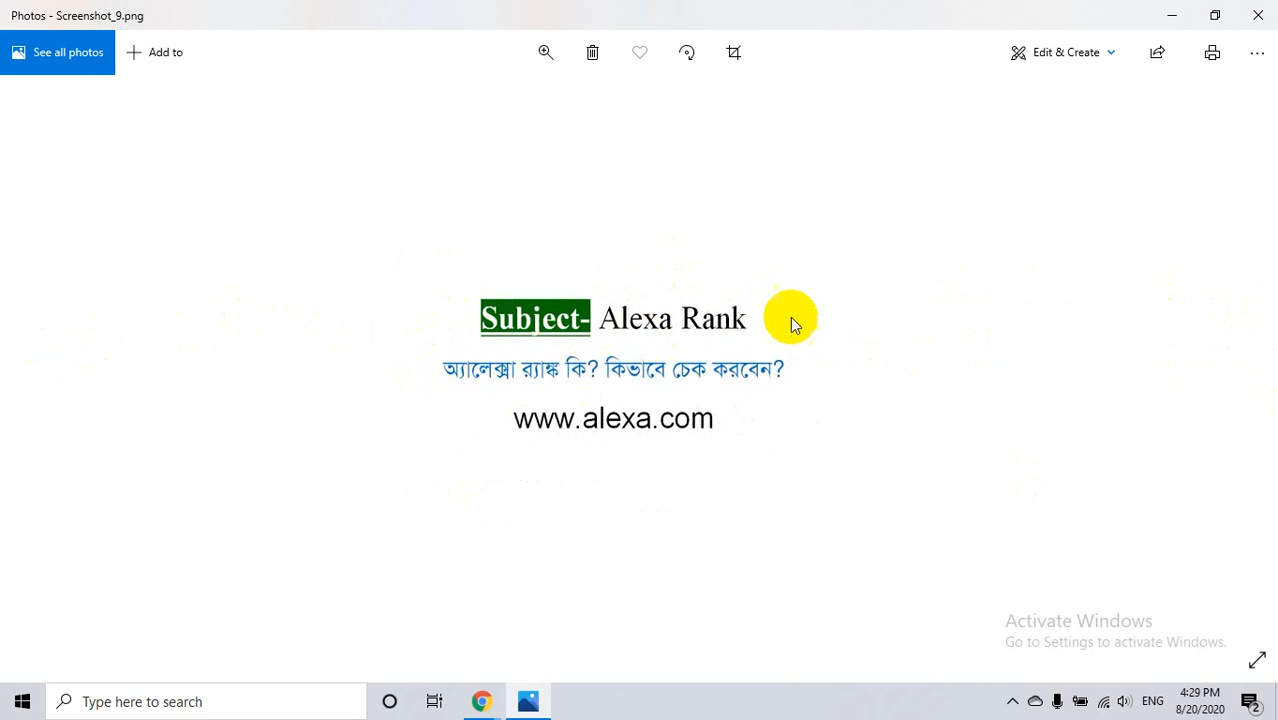 Photos - Screenshot_9.png
See all photos
Add to
Edit & Create
Subject- Alexa Rank
অ্যালেক্সা র‍্যাঙ্ক কি? কিভাবে চেক করবেন?
www.alexa.com
Activate Windows
Go to Settings to activate Windows.
Type here to search
ENG
4:29 PM
8/20/2020
2